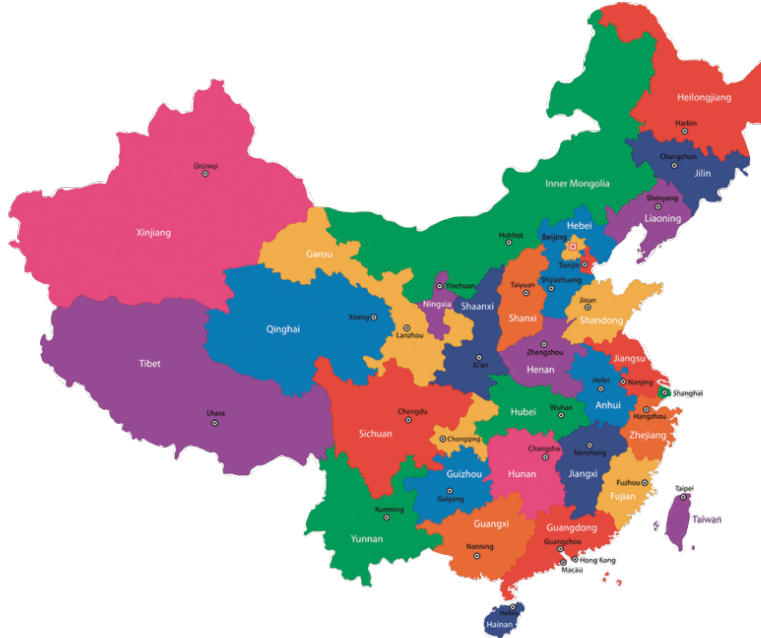 Heilongjiang
Harbin
Changchun
Jilin
Ürümqi
Inner Mongolia
Shenyang
Liaoning
Xinjiang
Hebei
Beijing
Hohhot
Gansu
Tianjin
Shijiazhuang
Yinchuan
Taiyuan
Ningxia
Shaanxi
Jinan
Xining
Shanxi
Shandong
Qinghai
Lanzhou
Zhengzhou
Jiangsu
Tibet
Xi'an
Henan
Hefei
Nanjing
Shanghai
Lhasa
Chengdu
Hubei
Wuhan
Anhui
Hangzhou
Sichuan
Chongqing
Zhejiang
Changsha
Nanchang
Guizhou
Hunan
Jiangxi
Guiyang
Fuzhou
Fujian
Taipei
Kunming
Guangxi
Guangdong
Taiwan
Yunnan
Nanning
Guangzhou
Hong Kong
Macau
Haikou
Hainan